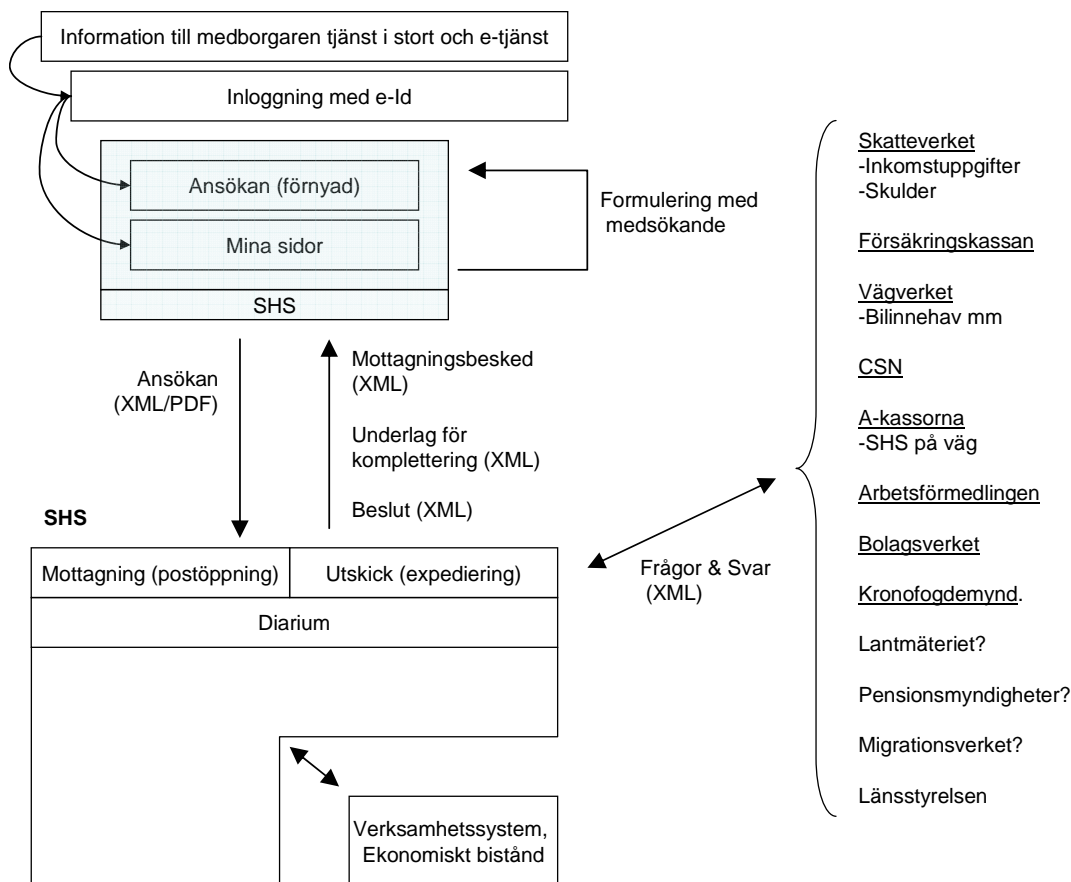 Information till medborgaren tjänst i stort och e-tjänst
Inloggning med e-Id
Ansökan (förnyad)
Mina sidor
SHS
Formulering med
medsökande
Ansökan
(XML/PDF)
Mottagningsbesked
(XML)
Underlag för
komplettering (XML)
Beslut (XML)
SHS
Mottagning (postöppning)
Utskick (expediering)
Diarium
Verksamhetssystem,
Ekonomiskt bistånd
Frågor & Svar
(XML)
Skatteverket
-Inkomstuppgifter
-Skulder
Försäkringskassan
Vägverket
-Bilinnehav mm
CSN
A-kassorna
-SHS på väg
Arbetsförmedlingen
Bolagsverket
Kronofogdemynd.
Lantmäteriet?
Pensionsmyndigheter?
Migrationsverket?
Länsstyrelsen